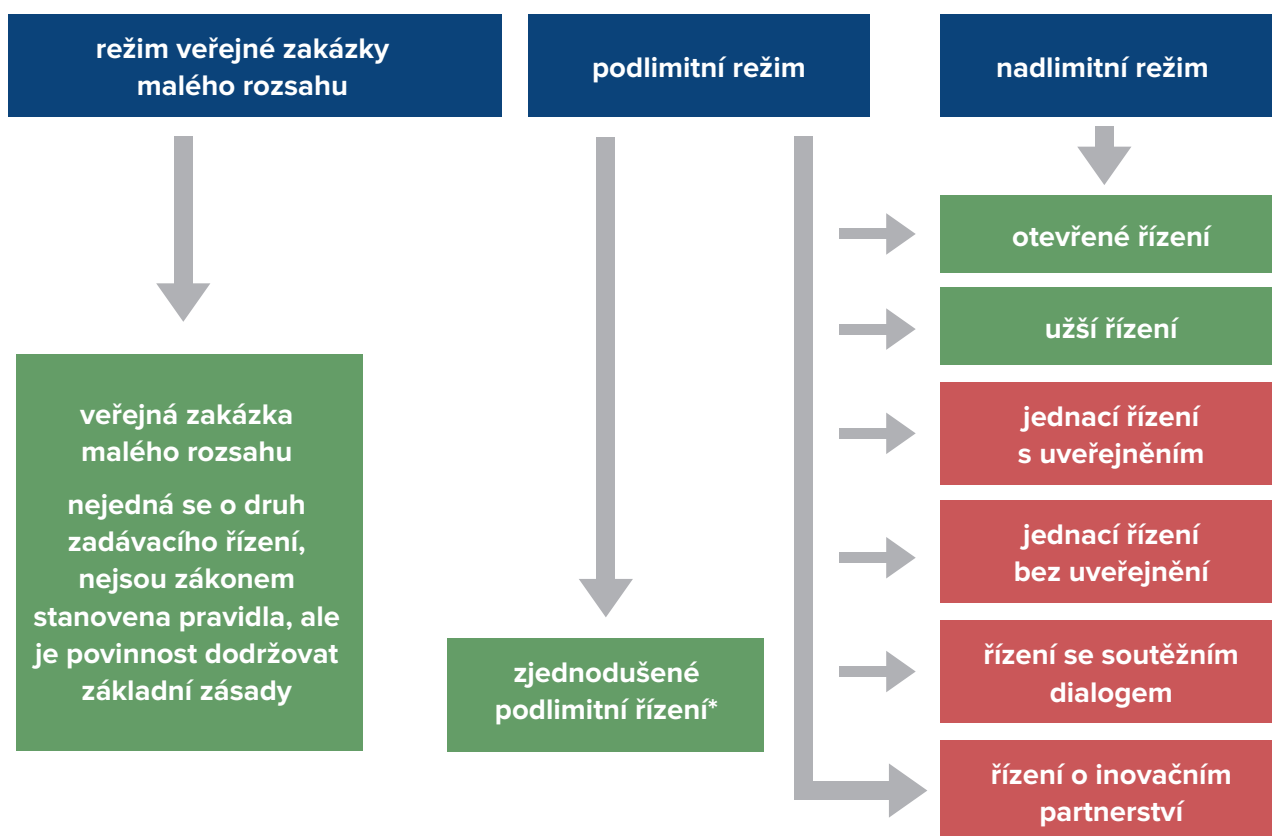 režim veřejné zakázky
malého rozsahu
podlimitní režim
nadlimitní režim
veřejná zakázka
malého rozsahu
nejedná se o druh
zadávacího řízení,
nejsou zákonem
stanovena pravidla, ale
je povinnost dodržovat
základní zásady
zjednodušené
podlimitní řízení*
otevřené řízení
užší řízení
jednací řízení
s uveřejněním
jednací řízení
bez uveřejnění
řízení se soutěžním
dialogem
řízení o inovačním
partnerství